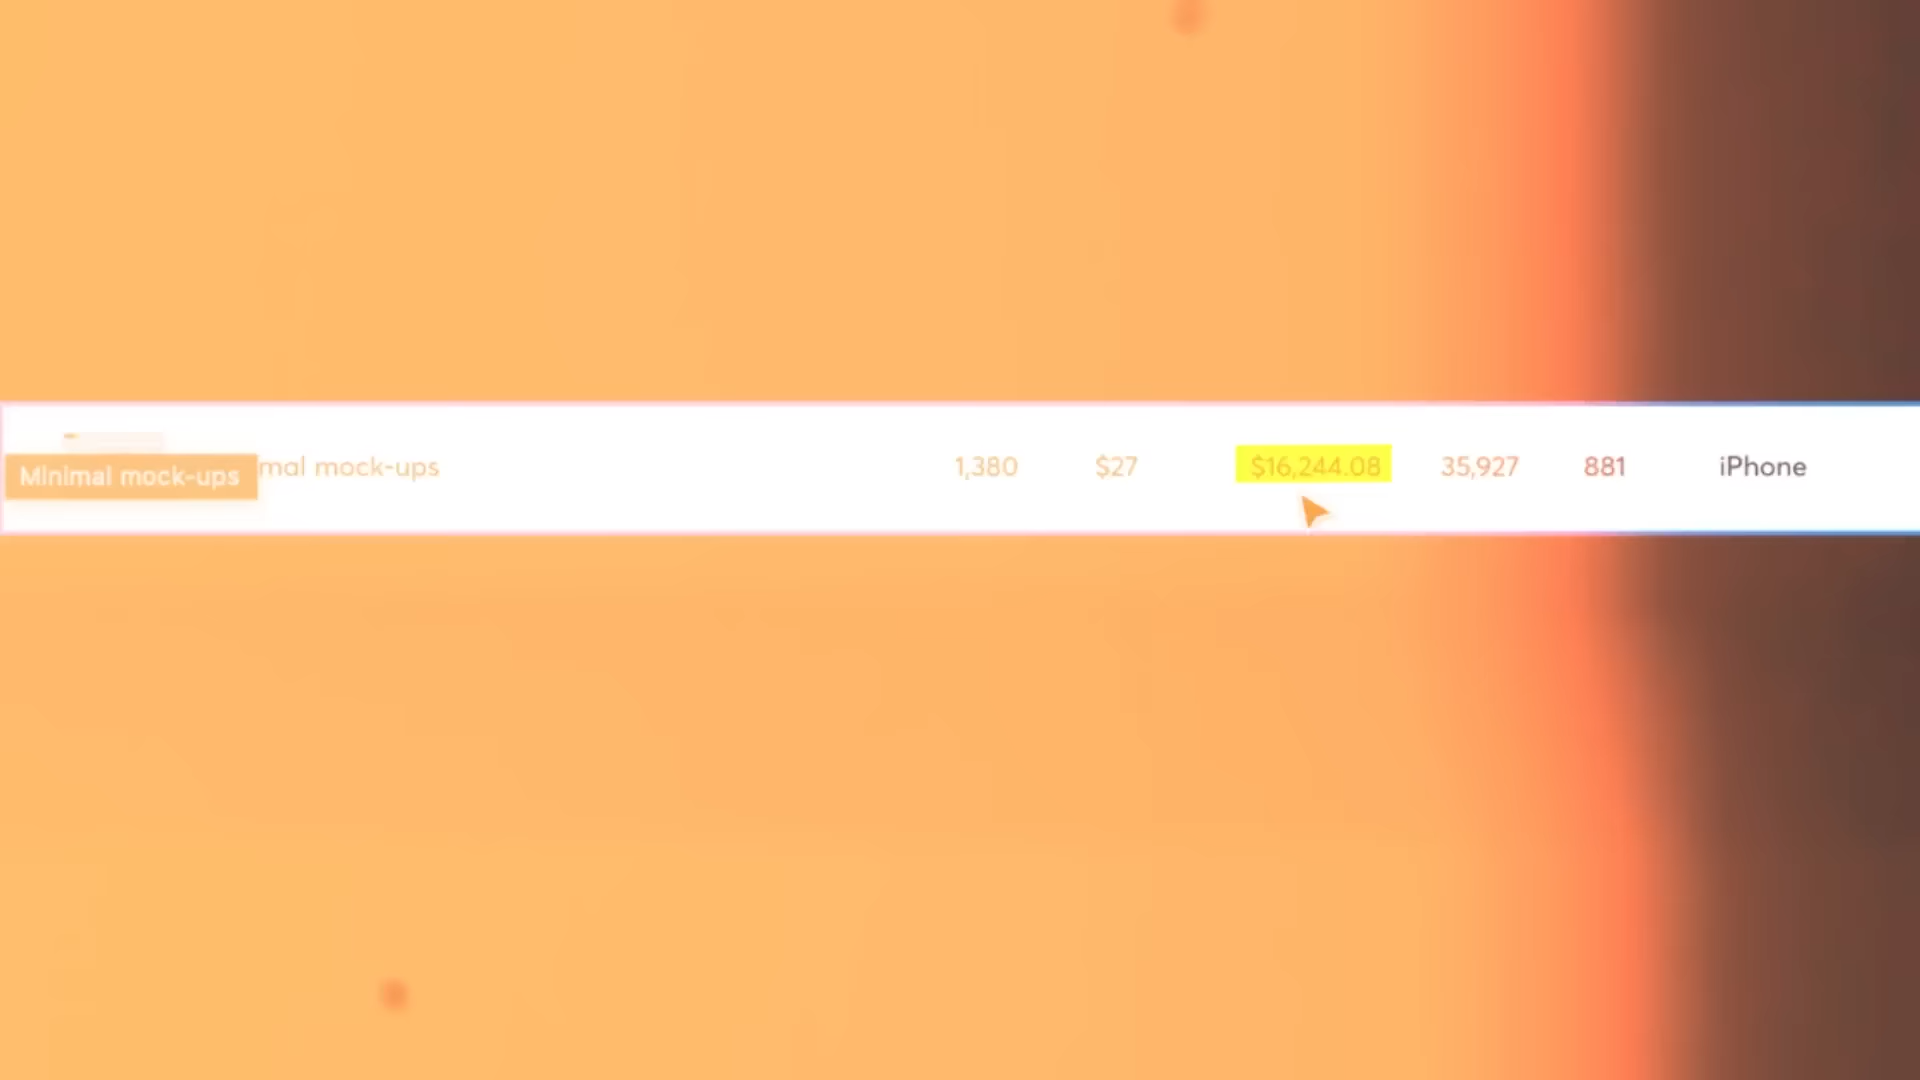 Minimal mock-ups
mal mock-ups 1,380 $27 $16,244.08 35,927 881 iPhone